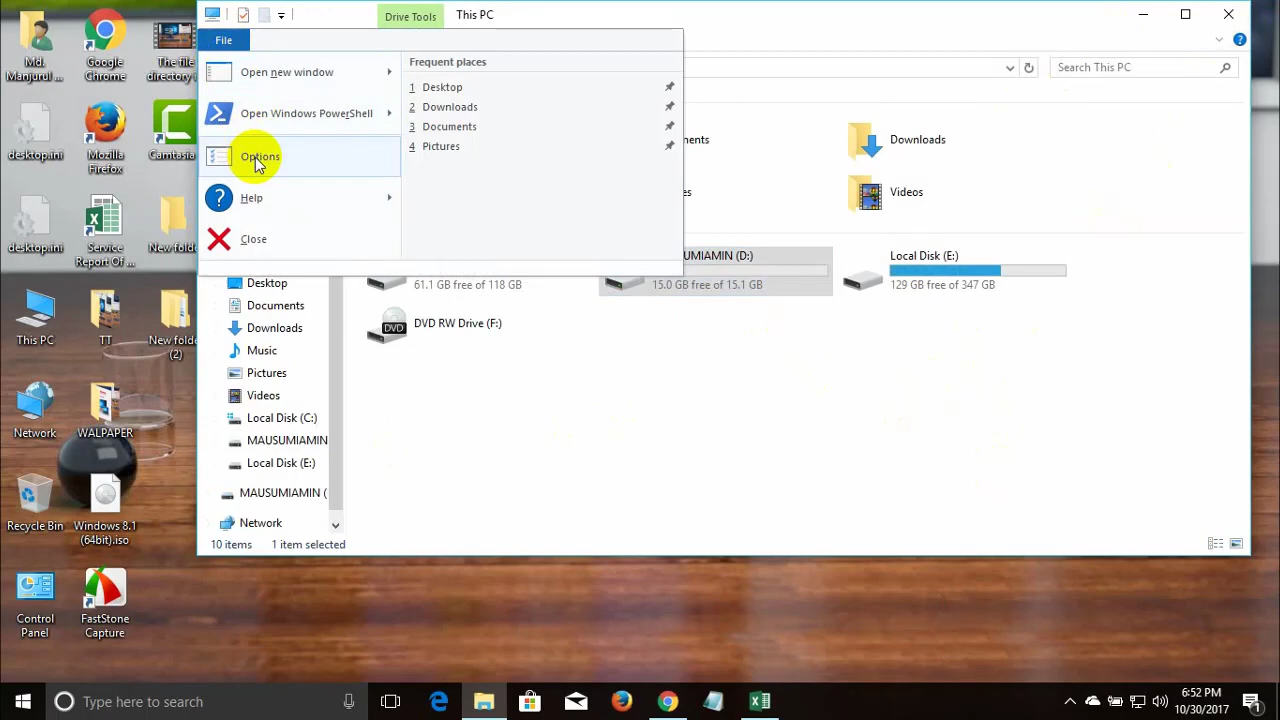 Drive Tools
This PC
File
Open new window
Open Windows PowerShell
Options
Help
Close
Frequent places
1 Desktop
2 Downloads
3 Documents
4 Pictures
Search This PC
Downloads
Videos
61.1 GB free of 118 GB
(D:)
15.0 GB free of 15.1 GB
Local Disk (E:)
129 GB free of 347 GB
DVD RW Drive (F:)
DVD
Desktop
Documents
Downloads
Music
Pictures
Videos
Local Disk (C:)
MAUSUMIAMIN
Local Disk (E:)
MAUSUMIAMIN (
Network
10 items
1 item selected
Md.
Manjurul ...
Google
Chrome
The file
directory i
desktop.ini
Mozilla
Firefox
Camtasia
desktop.ini
Service
Report Of ...
New folde
This PC
TT
New folde
(2)
Network
WALPAPER
Recycle Bin
Windows 8.1
(64bit).iso
Control
Panel
FastStone
Capture
Type here to search
6:52 PM
10/30/2017
1